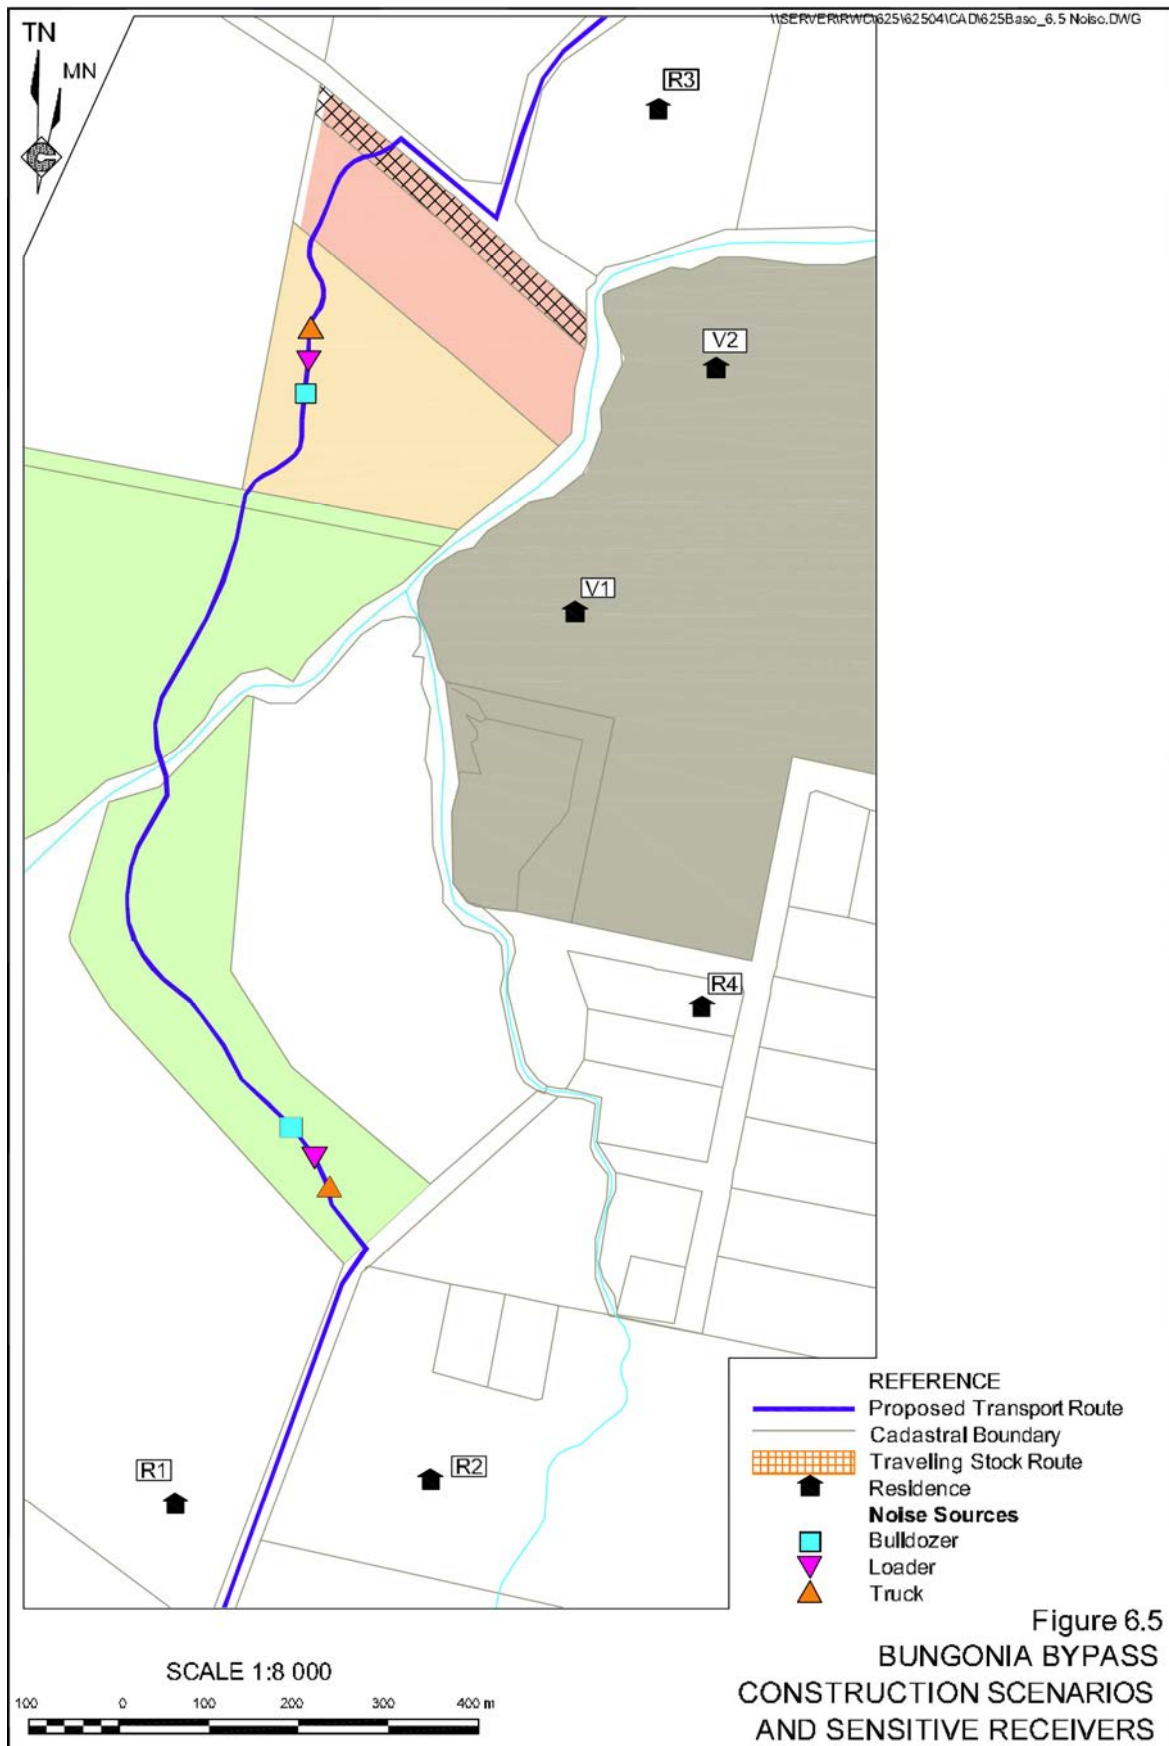 \\SERVER\RWC\625\62504\CAD\625Base_6.5 Noise.DWG
TN
MN
R3
V2
V1
R4
R1
R2
REFERENCE
Proposed Transport Route
Cadastral Boundary
Traveling Stock Route
Residence
Noise Sources
Bulldozer
Loader
Truck
Figure 6.5
BUNGONIA BYPASS
CONSTRUCTION SCENARIOS
AND SENSITIVE RECEIVERS
SCALE 1:8 000
100 0 100 200 300 400 m